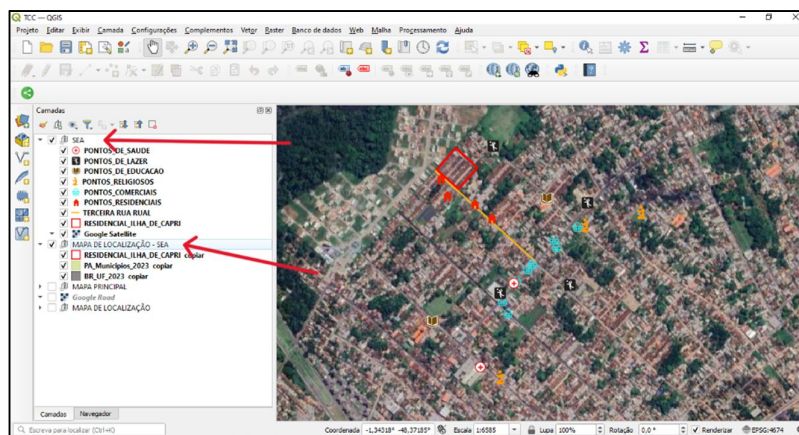 TCC — QGIS
Projeto Editar Exibir Camada Configurações Complementos Vetor Raster Banco de dados Web Malha Processamento Ajuda
Camadas
SEA
PONTOS_DE_SAUDE
PONTOS_DE_LAZER
PONTOS_DE_EDUCACAO
PONTOS_RELIGIOSOS
PONTOS_COMERCIAIS
PONTOS_RESIDENCIAIS
TERCEIRA RUA RURAL
RESIDENCIAL_ILHA_DE_CAPRI
Google Satellite
MAPA DE LOCALIZAÇÃO - SEA
RESIDENCIAL_ILHA_DE_CAPRI copiar
PA_Municipios_2023 copiar
BR_UF_2023 copiar
MAPA PRINCIPAL
Google Road
MAPA DE LOCALIZAÇÃO
Camadas Navegador
Escreva para localizar (Ctrl+K) Coordenada -1,34318° -48,37185° Escala 1:6585 Lupa 100% Rotação 0,0 ° Renderizar EPSG:4674